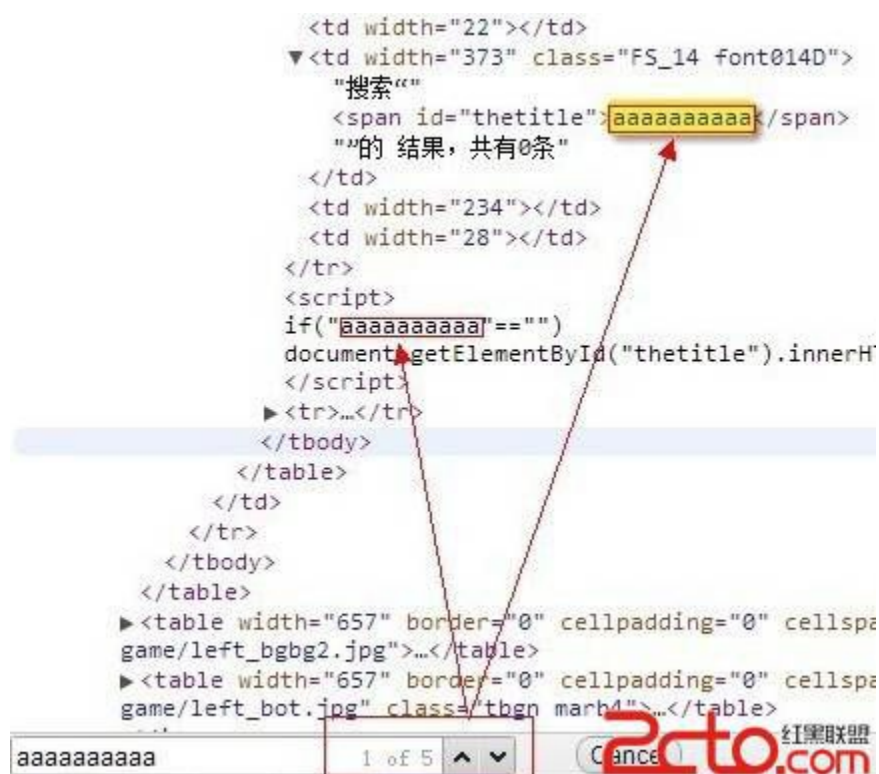 <td width="22"></td>
▼<td width="373" class="FS_14 font014D">
"搜索“"
<span id="thetitle">aaaaaaaaaa</span>
"”的 结果，共有0条"
</td>
<td width="234"></td>
<td width="28"></td>
</tr>
<script>
if("aaaaaaaaaa"=="")
document.getElementById("thetitle").innerHT
</script>
▶<tr>…</tr>
</tbody>
</table>
</td>
</tr>
</tbody>
</table>
▶<table width="657" border="0" cellpadding="0" cellspa
game/left_bgbg2.jpg">…</table>
▶<table width="657" border="0" cellpadding="0" cellspa
game/left_bot.jpg" class="tbgn marb4">…</table>
aaaaaaaaaaa 1 of 5 Cancel
2cto.com 红黑联盟